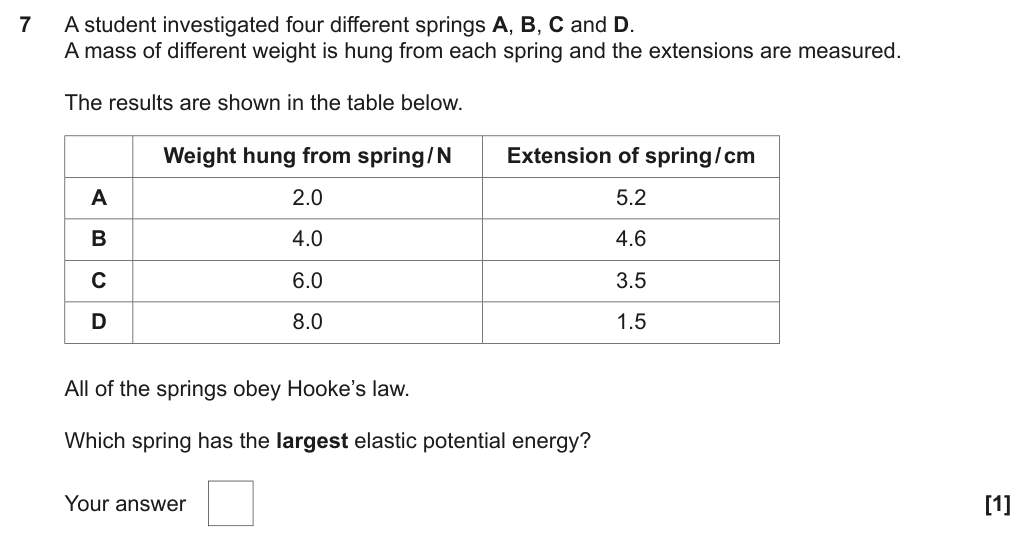 7 A student investigated four different springs A, B, C and D.
A mass of different weight is hung from each spring and the extensions are measured.
The results are shown in the table below.
Weight hung from spring/N Extension of spring/cm
A 2.0 5.2
B 4.0 4.6
C 6.0 3.5
D 8.0 1.5
All of the springs obey Hooke’s law.
Which spring has the largest elastic potential energy?
Your answer [1]